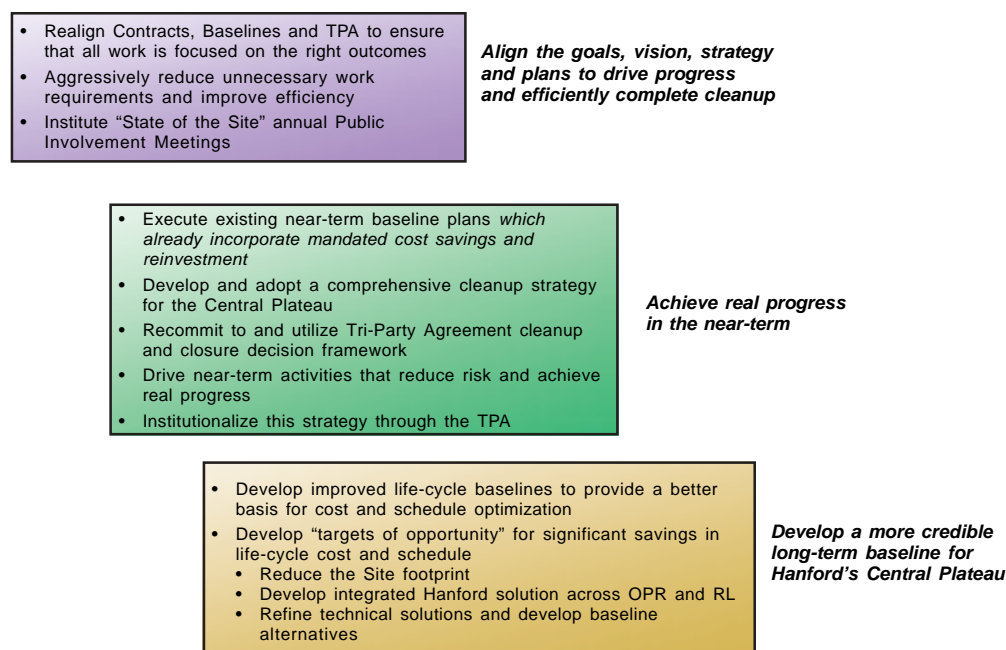 • Realign Contracts, Baselines and TPA to ensure
that all work is focused on the right outcomes
• Aggressively reduce unnecessary work
requirements and improve efficiency
• Institute “State of the Site” annual Public
Involvement Meetings
Align the goals, vision, strategy
and plans to drive progress
and efficiently complete cleanup
• Execute existing near-term baseline plans which
already incorporate mandated cost savings and
reinvestment
• Develop and adopt a comprehensive cleanup strategy
for the Central Plateau
• Recommit to and utilize Tri-Party Agreement cleanup
and closure decision framework
• Drive near-term activities that reduce risk and achieve
real progress
• Institutionalize this strategy through the TPA
Achieve real progress
in the near-term
• Develop improved life-cycle baselines to provide a better
basis for cost and schedule optimization
• Develop “targets of opportunity” for significant savings in
life-cycle cost and schedule
• Reduce the Site footprint
• Develop integrated Hanford solution across OPR and RL
• Refine technical solutions and develop baseline
alternatives
Develop a more credible
long-term baseline for
Hanford’s Central Plateau